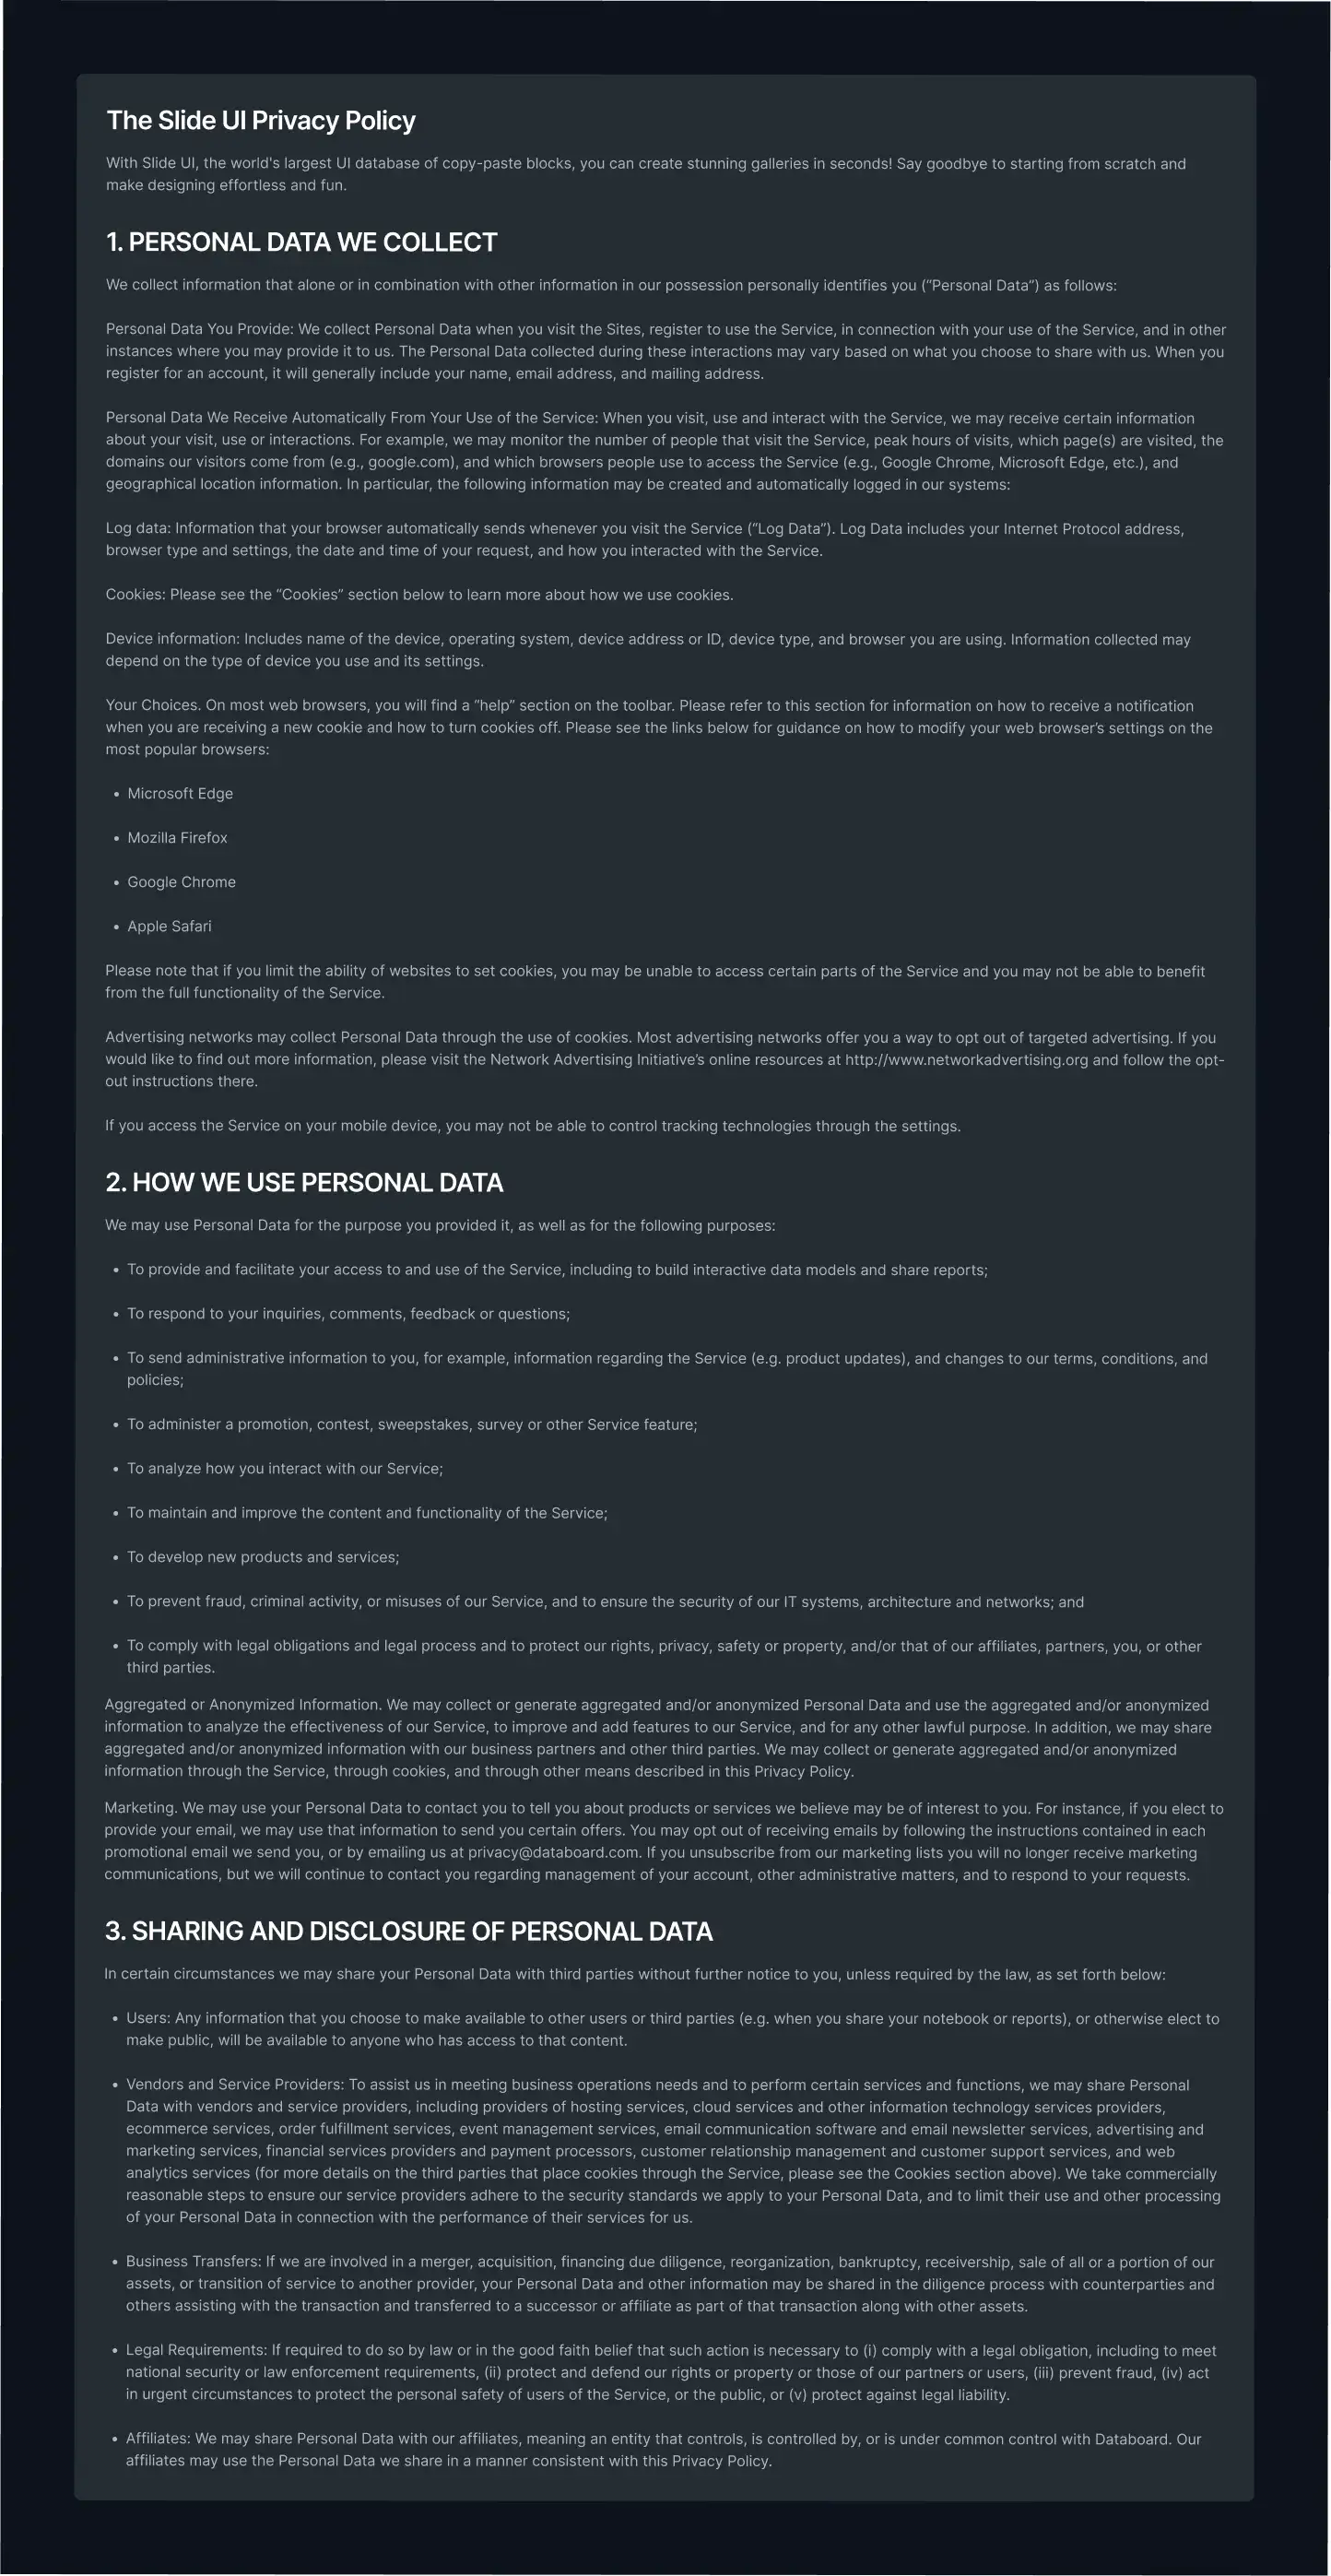 The Slide UI Privacy Policy
With Slide UI, the world's largest UI database of copy-paste blocks, you can create stunning galleries in seconds! Say goodbye to starting from scratch and
make designing effortless and fun.
1. PERSONAL DATA WE COLLECT
We collect information that alone or in combination with other information in our possession personally identifies you (“Personal Data”) as follows:
Personal Data You Provide: We collect Personal Data when you visit the Sites, register to use the Service, in connection with your use of the Service, and in other
instances where you may provide it to us. The Personal Data collected during these interactions may vary based on what you choose to share with us. When you
register for an account, it will generally include your name, email address, and mailing address.
Personal Data We Receive Automatically From Your Use of the Service: When you visit, use and interact with the Service, we may receive certain information
about your visit, use or interactions. For example, we may monitor the number of people that visit the Service, peak hours of visits, which page(s) are visited, the
domains our visitors come from (e.g., google.com), and which browsers people use to access the Service (e.g., Google Chrome, Microsoft Edge, etc.), and
geographical location information. In particular, the following information may be created and automatically logged in our systems:
Log data: Information that your browser automatically sends whenever you visit the Service (“Log Data”). Log Data includes your Internet Protocol address,
browser type and settings, the date and time of your request, and how you interacted with the Service.
Cookies: Please see the “Cookies” section below to learn more about how we use cookies.
Device information: Includes name of the device, operating system, device address or ID, device type, and browser you are using. Information collected may
depend on the type of device you use and its settings.
Your Choices. On most web browsers, you will find a “help” section on the toolbar. Please refer to this section for information on how to receive a notification
when you are receiving a new cookie and how to turn cookies off. Please see the links below for guidance on how to modify your web browser’s settings on the
most popular browsers:
• Microsoft Edge
• Mozilla Firefox
• Google Chrome
• Apple Safari
Please note that if you limit the ability of websites to set cookies, you may be unable to access certain parts of the Service and you may not be able to benefit
from the full functionality of the Service.
Advertising networks may collect Personal Data through the use of cookies. Most advertising networks offer you a way to opt out of targeted advertising. If you
would like to find out more information, please visit the Network Advertising Initiative’s online resources at http://www.networkadvertising.org and follow the opt-
out instructions there.
If you access the Service on your mobile device, you may not be able to control tracking technologies through the settings.
2. HOW WE USE PERSONAL DATA
We may use Personal Data for the purpose you provided it, as well as for the following purposes:
• To provide and facilitate your access to and use of the Service, including to build interactive data models and share reports;
• To respond to your inquiries, comments, feedback or questions;
• To send administrative information to you, for example, information regarding the Service (e.g. product updates), and changes to our terms, conditions, and
policies;
• To administer a promotion, contest, sweepstakes, survey or other Service feature;
• To analyze how you interact with our Service;
• To maintain and improve the content and functionality of the Service;
• To develop new products and services;
• To prevent fraud, criminal activity, or misuses of our Service, and to ensure the security of our IT systems, architecture and networks; and
• To comply with legal obligations and legal process and to protect our rights, privacy, safety or property, and/or that of our affiliates, partners, you, or other
third parties.
Aggregated or Anonymized Information. We may collect or generate aggregated and/or anonymized Personal Data and use the aggregated and/or anonymized
information to analyze the effectiveness of our Service, to improve and add features to our Service, and for any other lawful purpose. In addition, we may share
aggregated and/or anonymized information with our business partners and other third parties. We may collect or generate aggregated and/or anonymized
information through the Service, through cookies, and through other means described in this Privacy Policy.
Marketing. We may use your Personal Data to contact you to tell you about products or services we believe may be of interest to you. For instance, if you elect to
provide your email, we may use that information to send you certain offers. You may opt out of receiving emails by following the instructions contained in each
promotional email we send you, or by emailing us at privacy@databoard.com. If you unsubscribe from our marketing lists you will no longer receive marketing
communications, but we will continue to contact you regarding management of your account, other administrative matters, and to respond to your requests.
3. SHARING AND DISCLOSURE OF PERSONAL DATA
In certain circumstances we may share your Personal Data with third parties without further notice to you, unless required by the law, as set forth below:
• Users: Any information that you choose to make available to other users or third parties (e.g. when you share your notebook or reports), or otherwise elect to
make public, will be available to anyone who has access to that content.
• Vendors and Service Providers: To assist us in meeting business operations needs and to perform certain services and functions, we may share Personal
Data with vendors and service providers, including providers of hosting services, cloud services and other information technology services providers,
ecommerce services, order fulfillment services, event management services, email communication software and email newsletter services, advertising and
marketing services, financial services providers and payment processors, customer relationship management and customer support services, and web
analytics services (for more details on the third parties that place cookies through the Service, please see the Cookies section above). We take commercially
reasonable steps to ensure our service providers adhere to the security standards we apply to your Personal Data, and to limit their use and other processing
of your Personal Data in connection with the performance of their services for us.
• Business Transfers: If we are involved in a merger, acquisition, financing due diligence, reorganization, bankruptcy, receivership, sale of all or a portion of our
assets, or transition of service to another provider, your Personal Data and other information may be shared in the diligence process with counterparties and
others assisting with the transaction and transferred to a successor or affiliate as part of that transaction along with other assets.
• Legal Requirements: If required to do so by law or in the good faith belief that such action is necessary to (i) comply with a legal obligation, including to meet
national security or law enforcement requirements, (ii) protect and defend our rights or property or those of our partners or users, (iii) prevent fraud, (iv) act
in urgent circumstances to protect the personal safety of users of the Service, or the public, or (v) protect against legal liability.
• Affiliates: We may share Personal Data with our affiliates, meaning an entity that controls, is controlled by, or is under common control with Databoard. Our
affiliates may use the Personal Data we share in a manner consistent with this Privacy Policy.